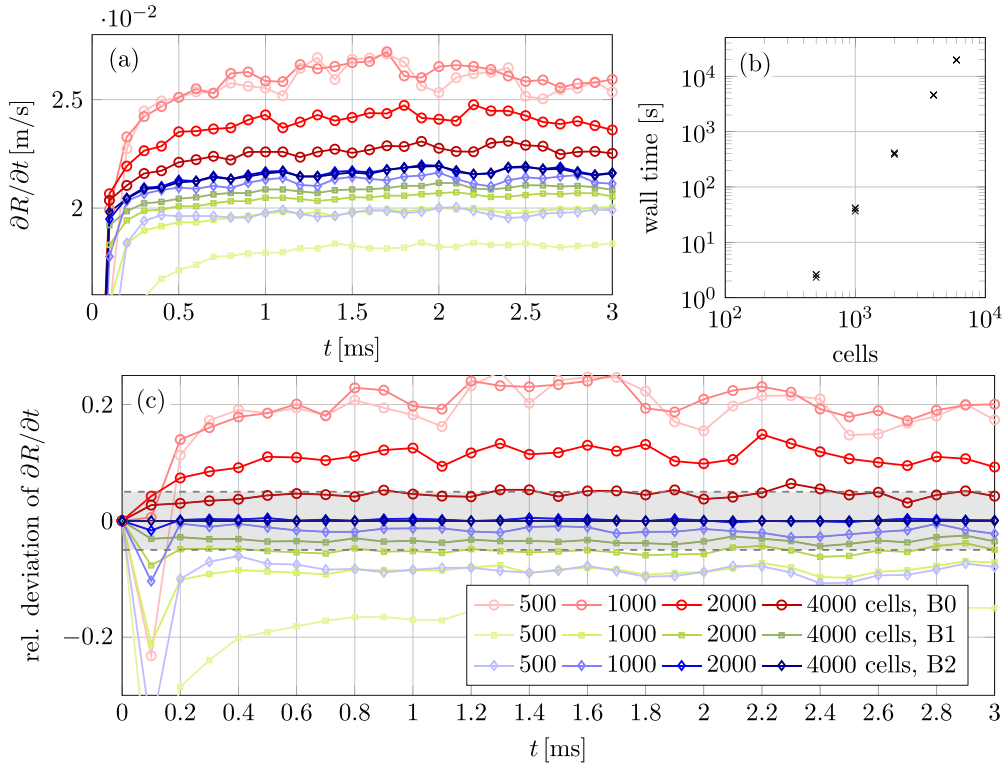 ·10⁻²
(a)
2.5
2
∂R/∂t [m/s]
0
0.5
1
1.5
2
2.5
3
t [ms]
(b)
10⁴
10³
10²
10¹
10⁰
wall time [s]
10²
10³
10⁴
cells
(c)
0.2
0
−0.2
rel. deviation of ∂R/∂t
500 1000 2000 4000 cells, B0
500 1000 2000 4000 cells, B1
500 1000 2000 4000 cells, B2
0 0.2 0.4 0.6 0.8 1 1.2 1.4 1.6 1.8 2 2.2 2.4 2.6 2.8 3
t [ms]